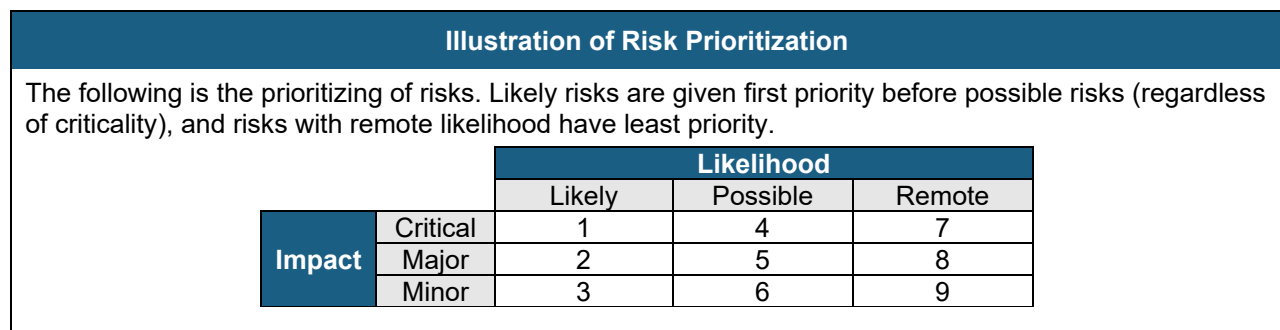 Illustration of Risk Prioritization
The following is the prioritizing of risks. Likely risks are given first priority before possible risks (regardless
of criticality), and risks with remote likelihood have least priority.
Likelihood
Likely Possible Remote
Critical 1 4 7
Impact Major 2 5 8
Minor 3 6 9